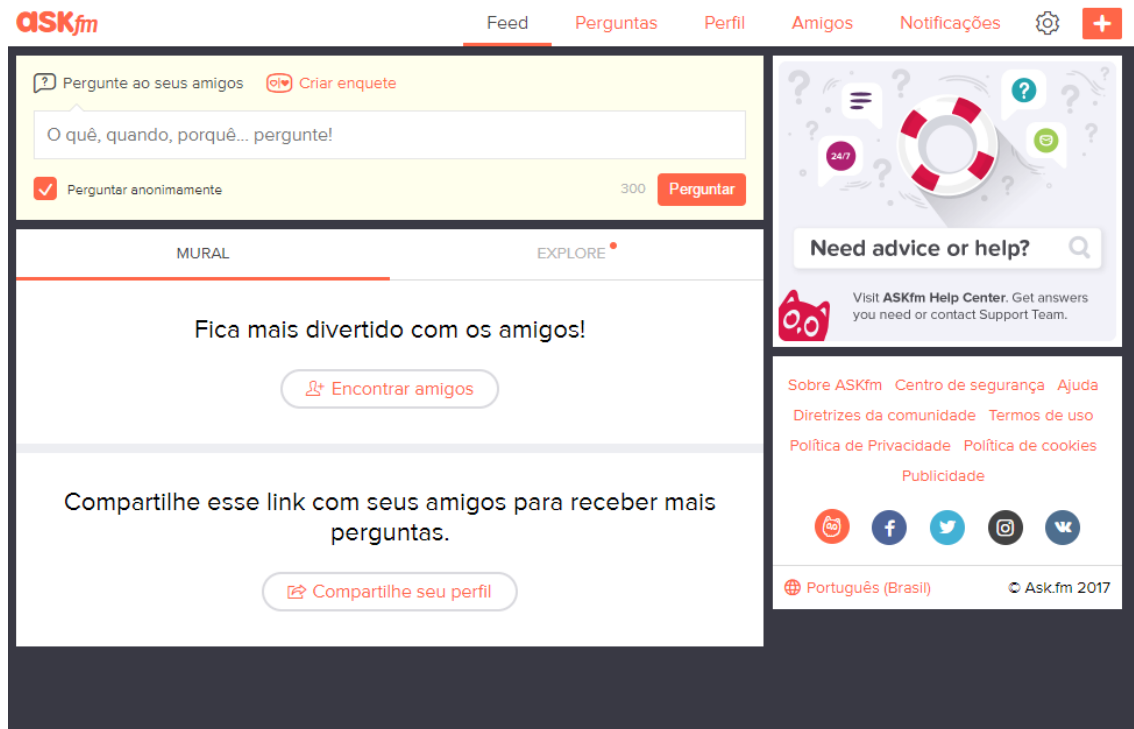 ASKfm
Feed Perguntas Perfil Amigos Notificações
Pergunte ao seus amigos Criar enquete
O quê, quando, porquê... pergunte!
Perguntar anonimamente 300 Perguntar
MURAL EXPLORE
Fica mais divertido com os amigos!
Encontrar amigos
Compartilhe esse link com seus amigos para receber mais
perguntas.
Compartilhe seu perfil
24/7
Need advice or help?
Visit ASKfm Help Center. Get answers
you need or contact Support Team.
Sobre ASKfm Centro de segurança Ajuda
Diretrizes da comunidade Termos de uso
Política de Privacidade Política de cookies
Publicidade
Português (Brasil) © Ask.fm 2017